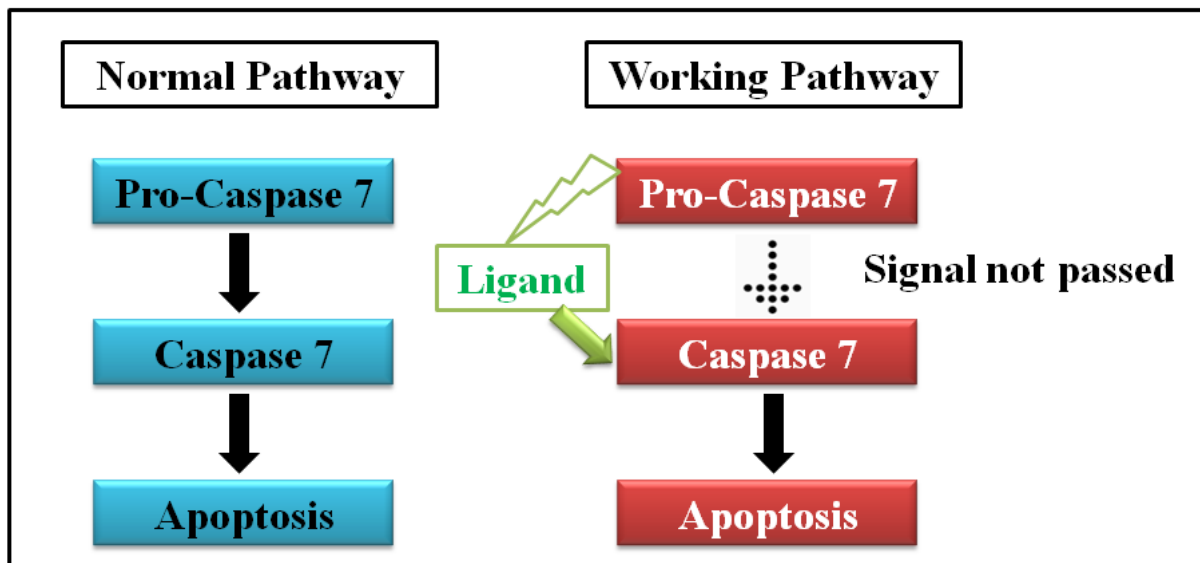 Normal Pathway
Pro-Caspase 7
Caspase 7
Apoptosis
Working Pathway
Pro-Caspase 7
Ligand
Signal not passed
Caspase 7
Apoptosis